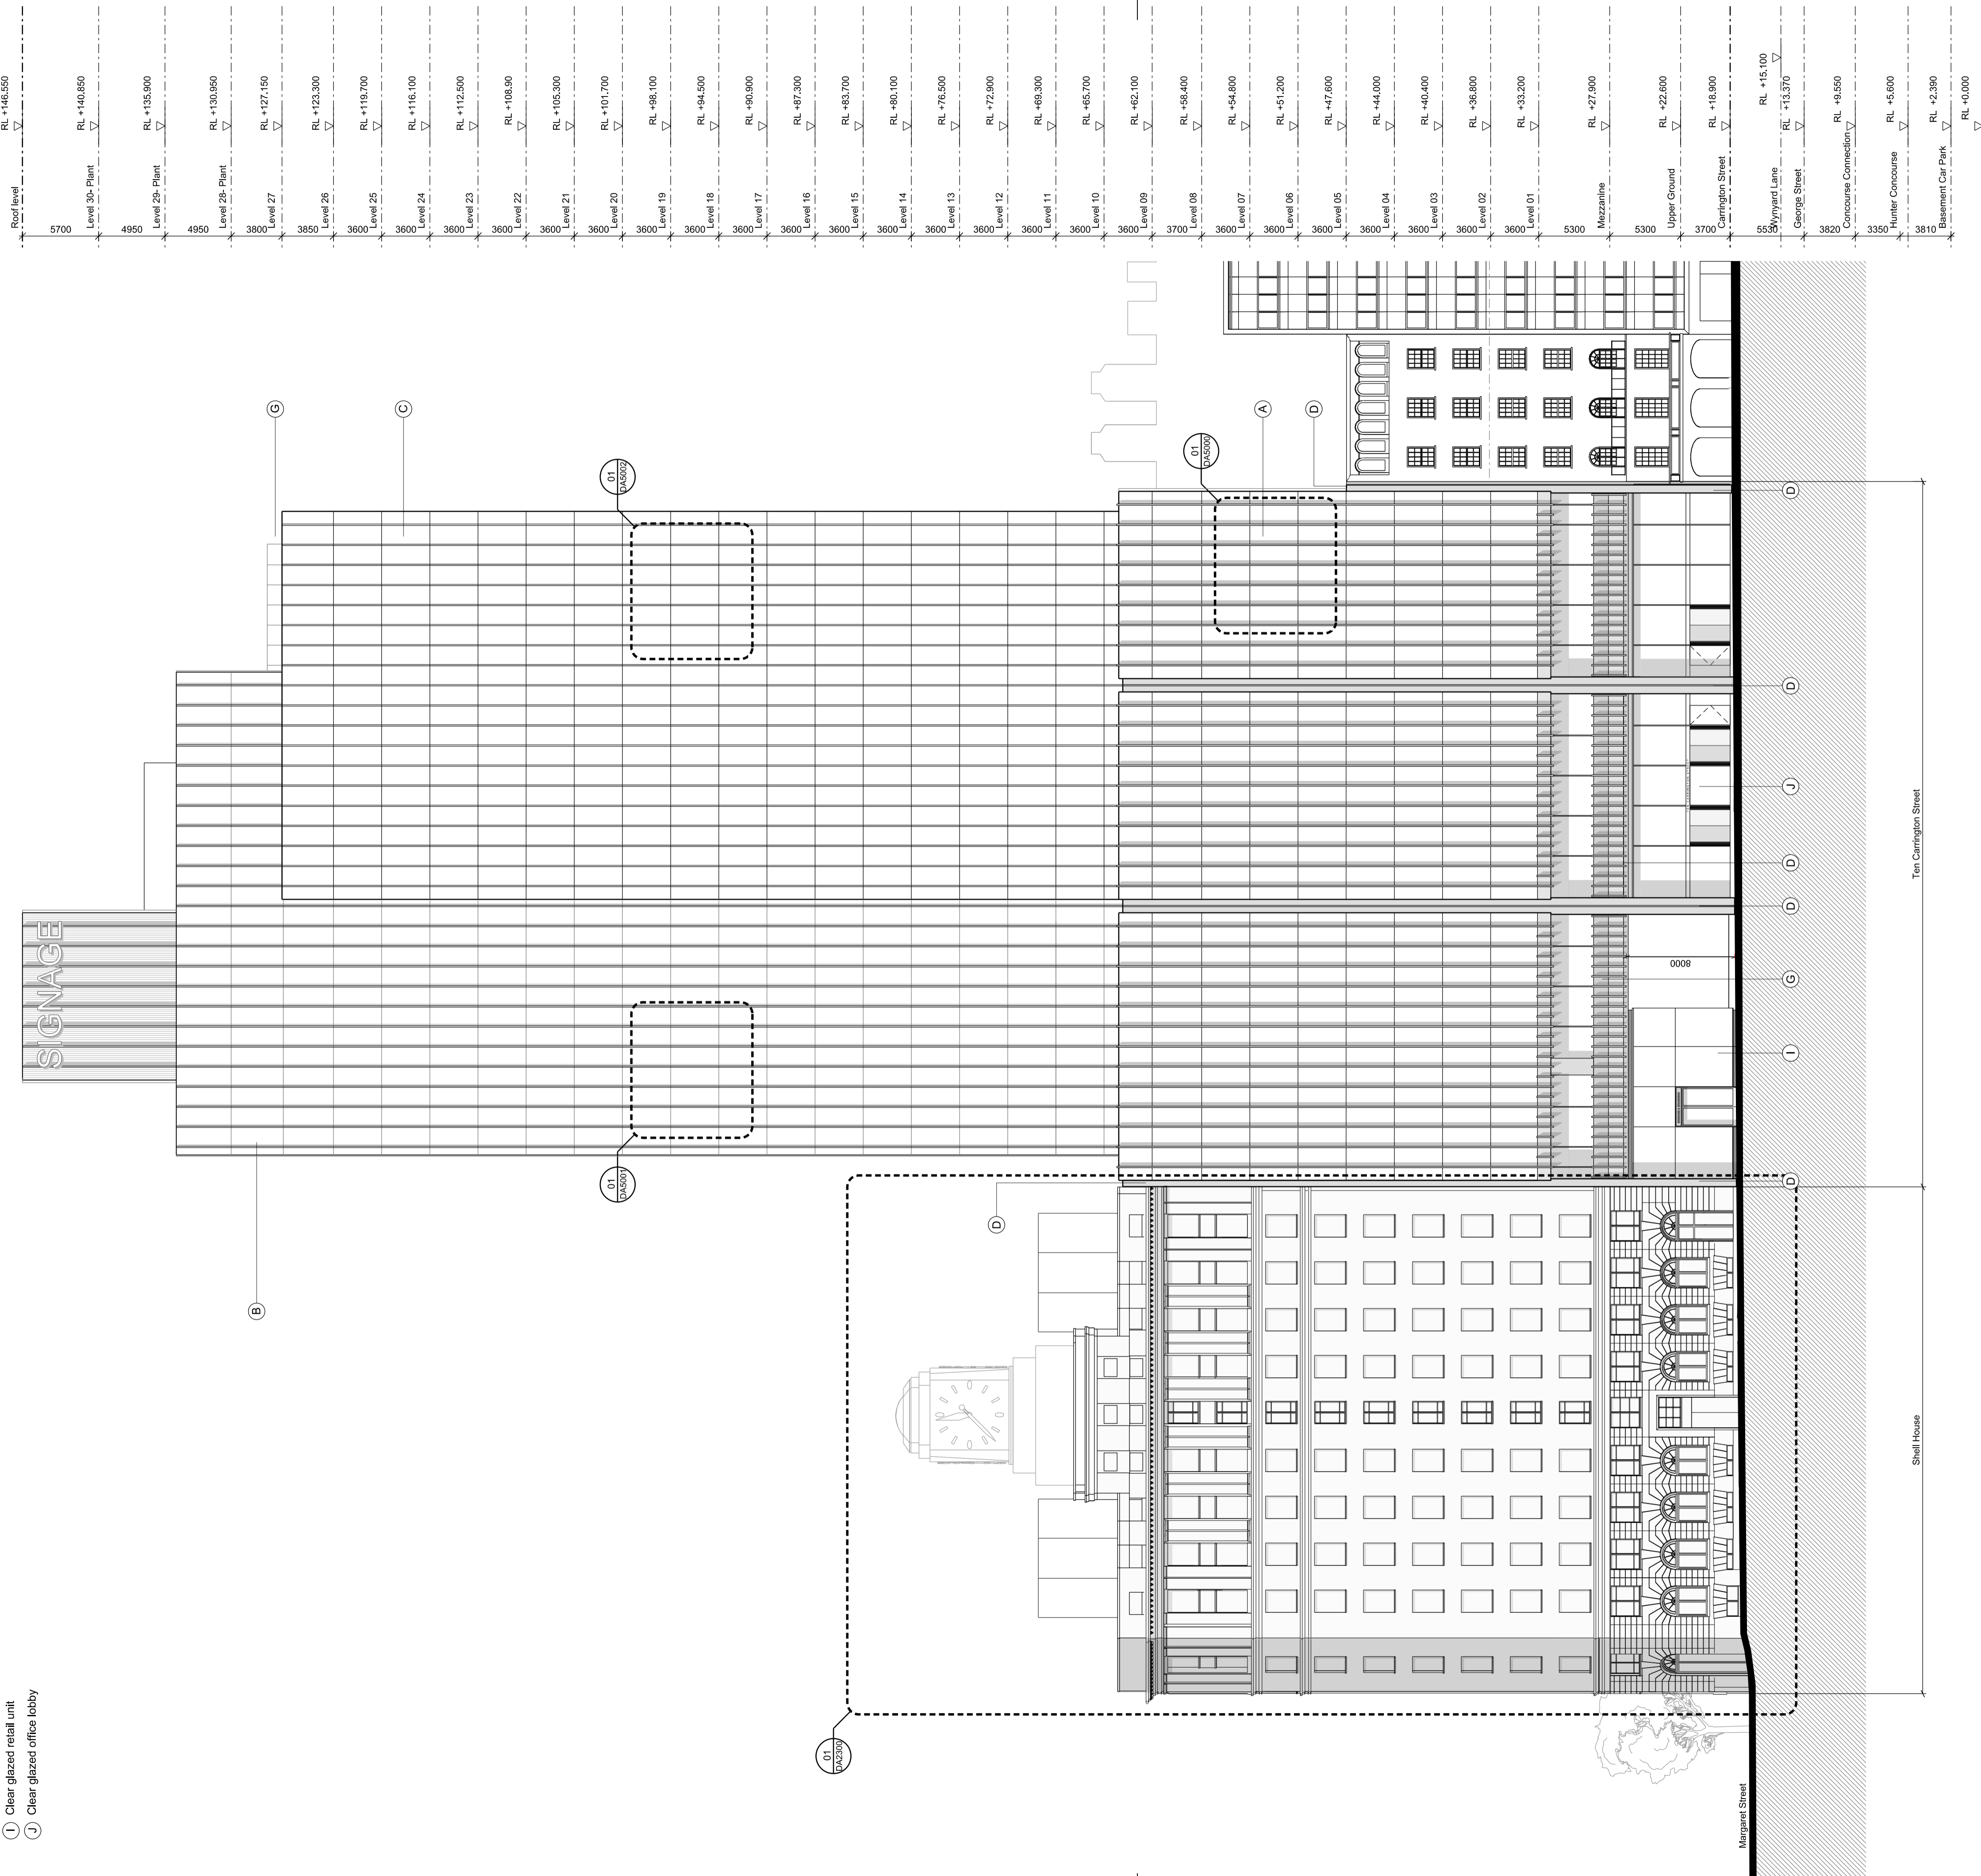 Ⓘ Clear glazed retail unit
Ⓙ Clear glazed office lobby
SIGNAGE
Roof level RL +146.550
5700
Level 30- Plant RL +140.850
4950
Level 29- Plant RL +135.900
4950
Level 28- Plant RL +130.950
3800
Level 27 RL +127.150
3850
Level 26 RL +123.300
3600
Level 25 RL +119.700
3600
Level 24 RL +116.100
3600
Level 23 RL +112.500
3600
Level 22 RL +108.90
3600
Level 21 RL +105.300
3600
Level 20 RL +101.700
3600
Level 19 RL +98.100
3600
Level 18 RL +94.500
3600
Level 17 RL +90.900
3600
Level 16 RL +87.300
3600
Level 15 RL +83.700
3600
Level 14 RL +80.100
3600
Level 13 RL +76.500
3600
Level 12 RL +72.900
3600
Level 11 RL +69.300
3600
Level 10 RL +65.700
3600
Level 09 RL +62.100
3700
Level 08 RL +58.400
3600
Level 07 RL +54.800
3600
Level 06 RL +51.200
3600
Level 05 RL +47.600
3600
Level 04 RL +44.000
3600
Level 03 RL +40.400
3600
Level 02 RL +36.800
3600
Level 01 RL +33.200
5300
Mezzanine RL +27.900
5300
Upper Ground RL +22.600
3700
Carrington Street RL +18.900
5530
Wynyard Lane RL +15.100
George Street RL +13.370
3820
Concourse Connection RL +9.550
Hunter Concourse RL +5.600
3350
Basement Car Park RL +2.390
3810
RL +0.000
B
G
C
01
DA5001
01
DA5002
01
DA2300
D
01
DA5000
A
D
8000
D
I
G
D
D
J
D
D
Margaret Street
Shell House
Ten Carrington Street